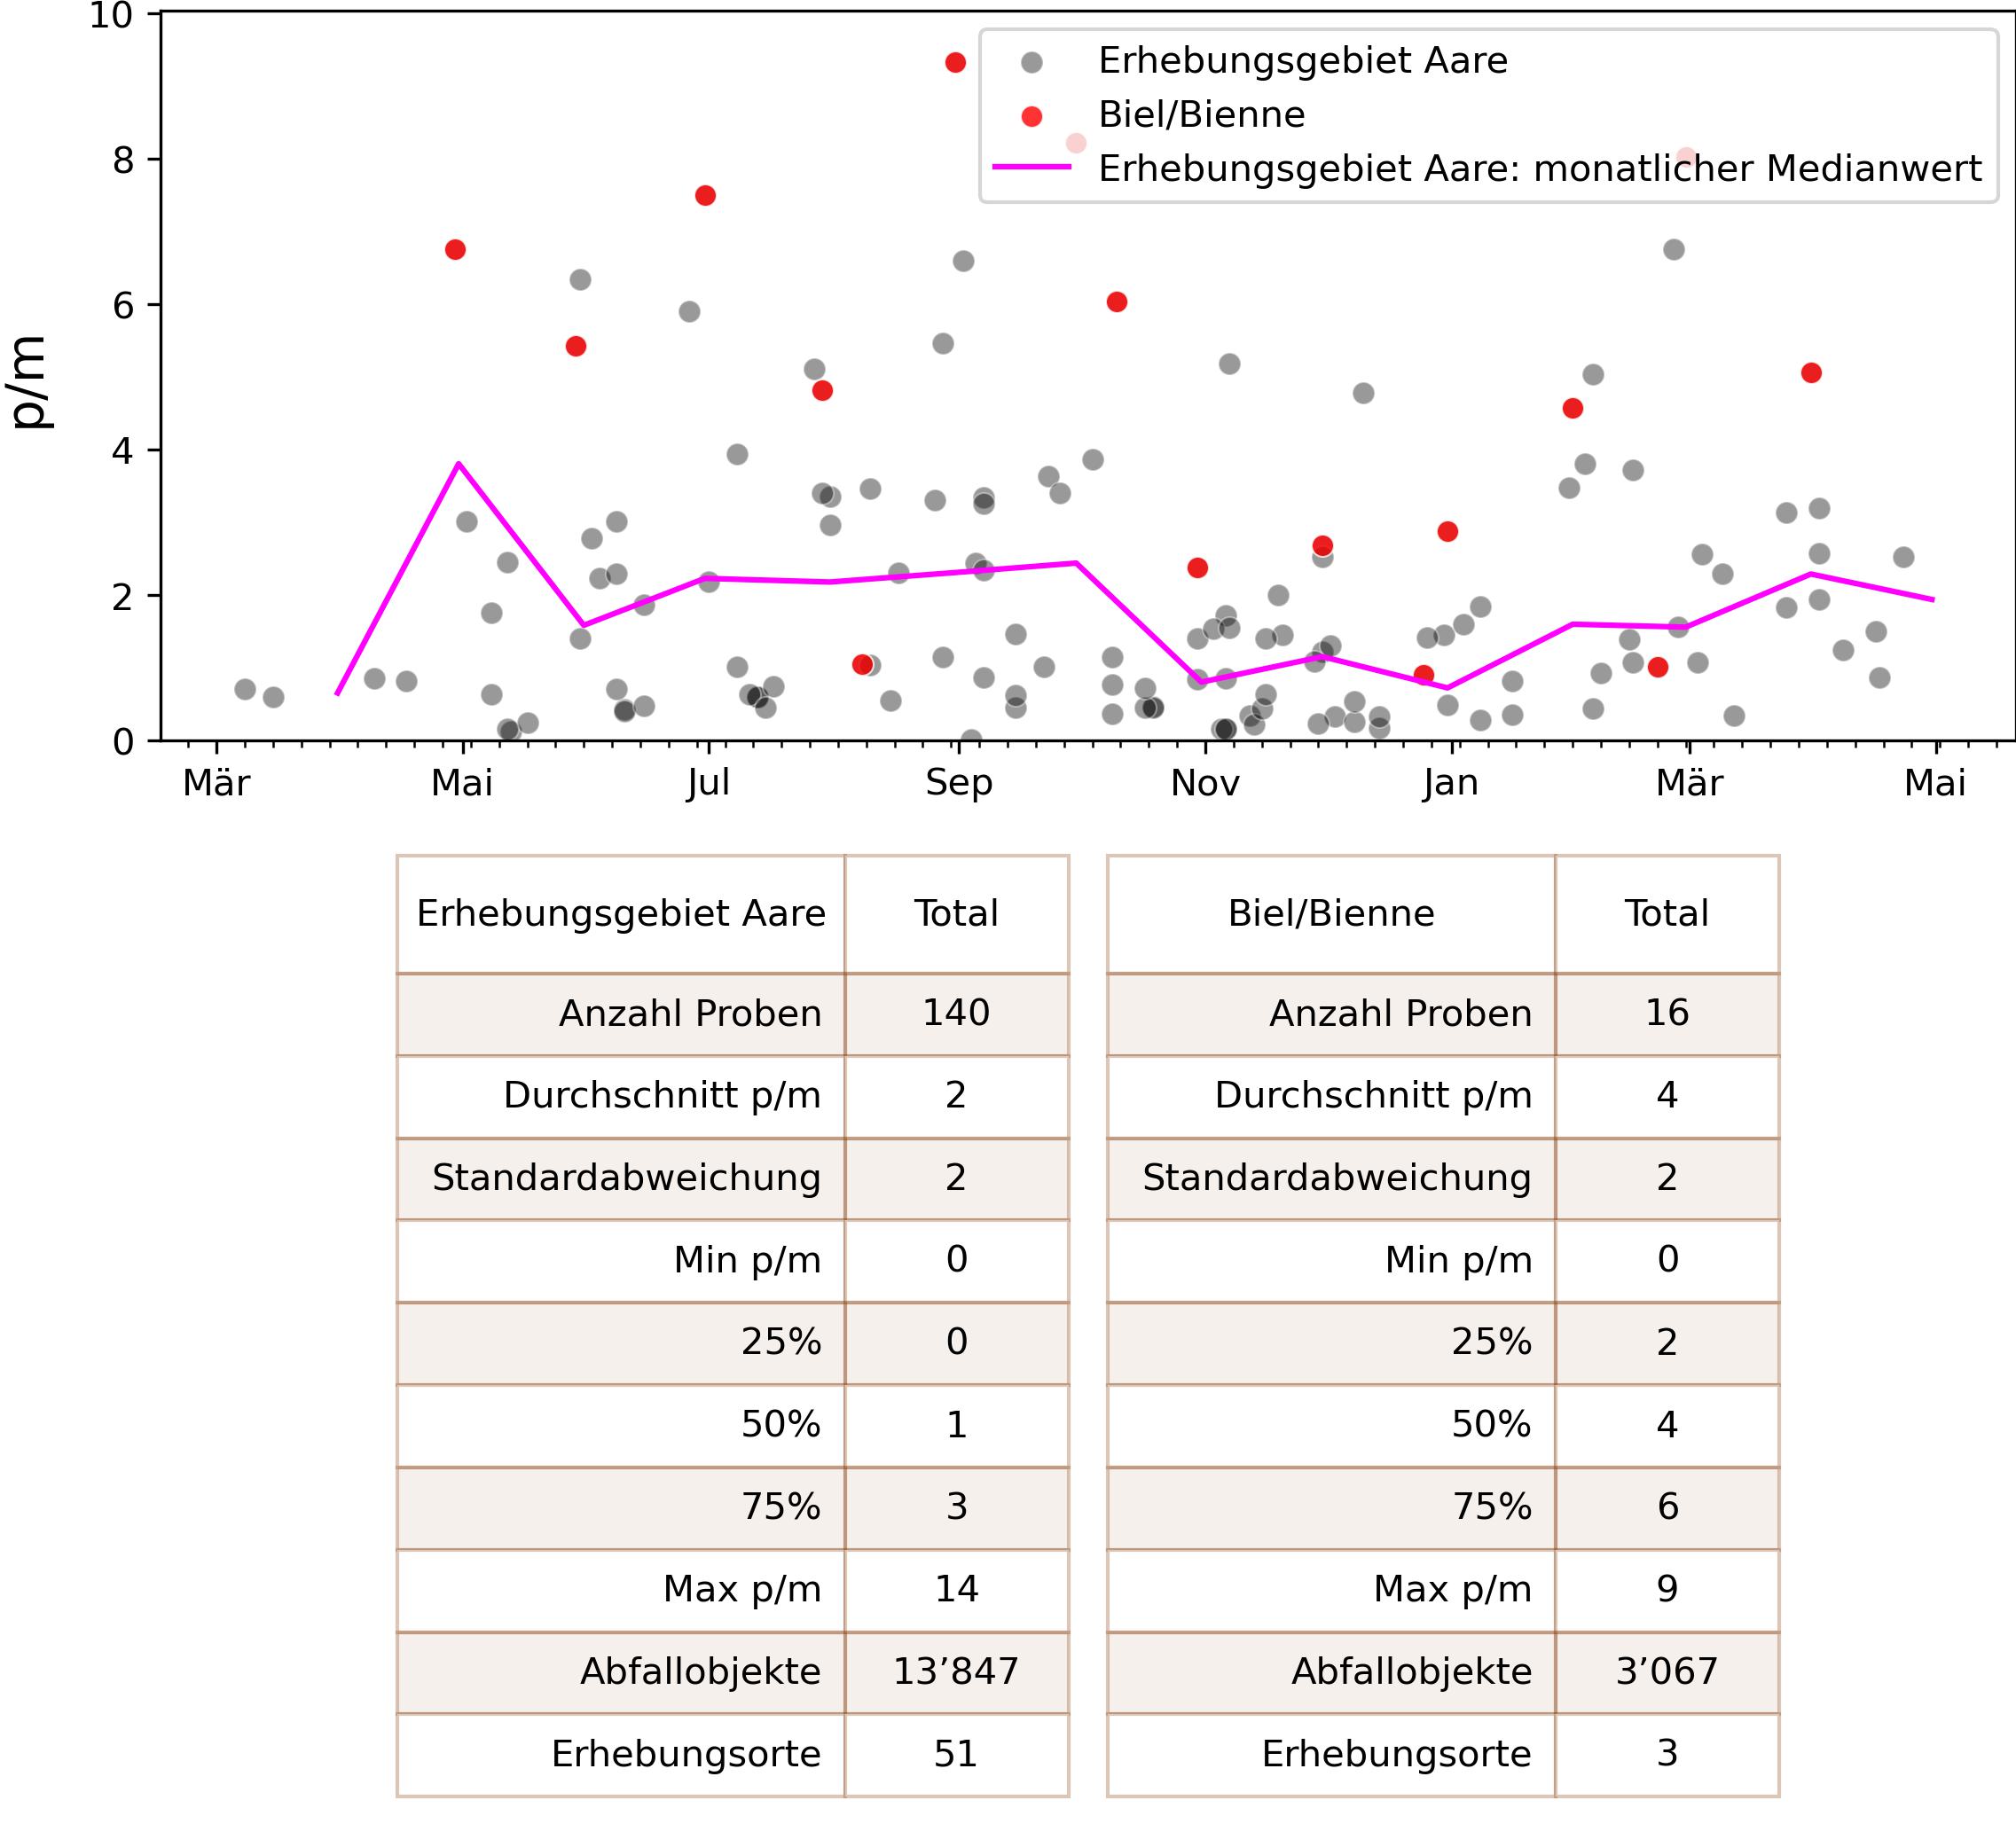 10
8
6
4
2
0
p/m
Erhebungsgebiet Aare
Biel/Bienne
Erhebungsgebiet Aare: monatlicher Medianwert
Mär Mai Jul Sep Nov Jan Mär Mai
Erhebungsgebiet Aare Total
Anzahl Proben 140
Durchschnitt p/m 2
Standardabweichung 2
Min p/m 0
25% 0
50% 1
75% 3
Max p/m 14
Abfallobjekte 13’847
Erhebungsorte 51
Biel/Bienne Total
Anzahl Proben 16
Durchschnitt p/m 4
Standardabweichung 2
Min p/m 0
25% 2
50% 4
75% 6
Max p/m 9
Abfallobjekte 3’067
Erhebungsorte 3